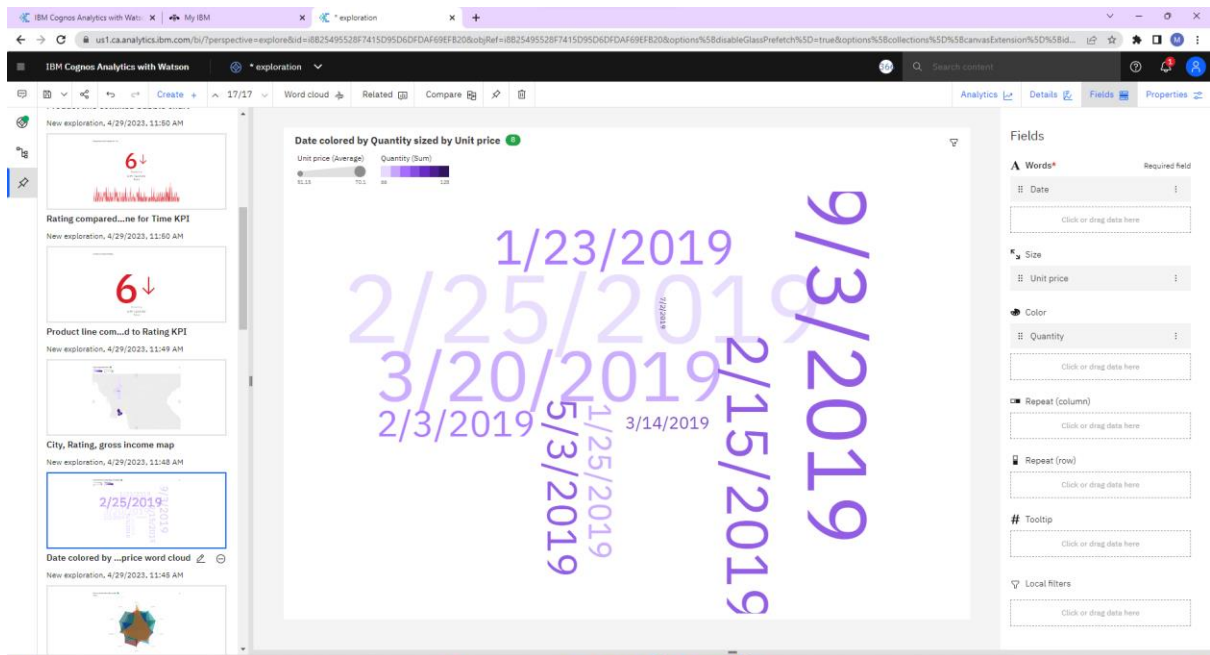 IBM Cognos Analytics with Wats
My IBM
* exploration
us1.ca.analytics.ibm.com/bi/?perspective=explore&id=i8B25495528F7415D95D6DFDAF69EFB20&objRef=i8B25495528F7415D95D6DFDAF69EFB20&options%5BdisableGlassPrefetch%5D=true&options%5Bcollections%5D%5BcanvasExtension%5D%5Bid...
M
IBM Cognos Analytics with Watson
* exploration
Search content
Create +
17/17
Word cloud
Related
Compare
Analytics
Details
Fields
Properties
New exploration, 4/29/2023, 11:50 AM
6
Rating compared...ne for Time KPI
New exploration, 4/29/2023, 11:50 AM
6
Product line com...d to Rating KPI
New exploration, 4/29/2023, 11:49 AM
City, Rating, gross income map
New exploration, 4/29/2023, 11:48 AM
2/25/2019
9/3/2019
Date colored by ...price word cloud
New exploration, 4/29/2023, 11:45 AM
Date colored by Quantity sized by Unit price
Unit price (Average)
Quantity (Sum)
1/23/2019
2/25/2019
7/2/2019
3/20/2019
2/3/2019
5/3/2019
1/25/2019
3/14/2019
2/15/2019
9/3/2019
Fields
Words*
Required field
Date
Click or drag data here
Size
Unit price
Color
Quantity
Click or drag data here
Repeat (column)
Click or drag data here
Repeat (row)
Click or drag data here
Tooltip
Click or drag data here
Local filters
Click or drag data here